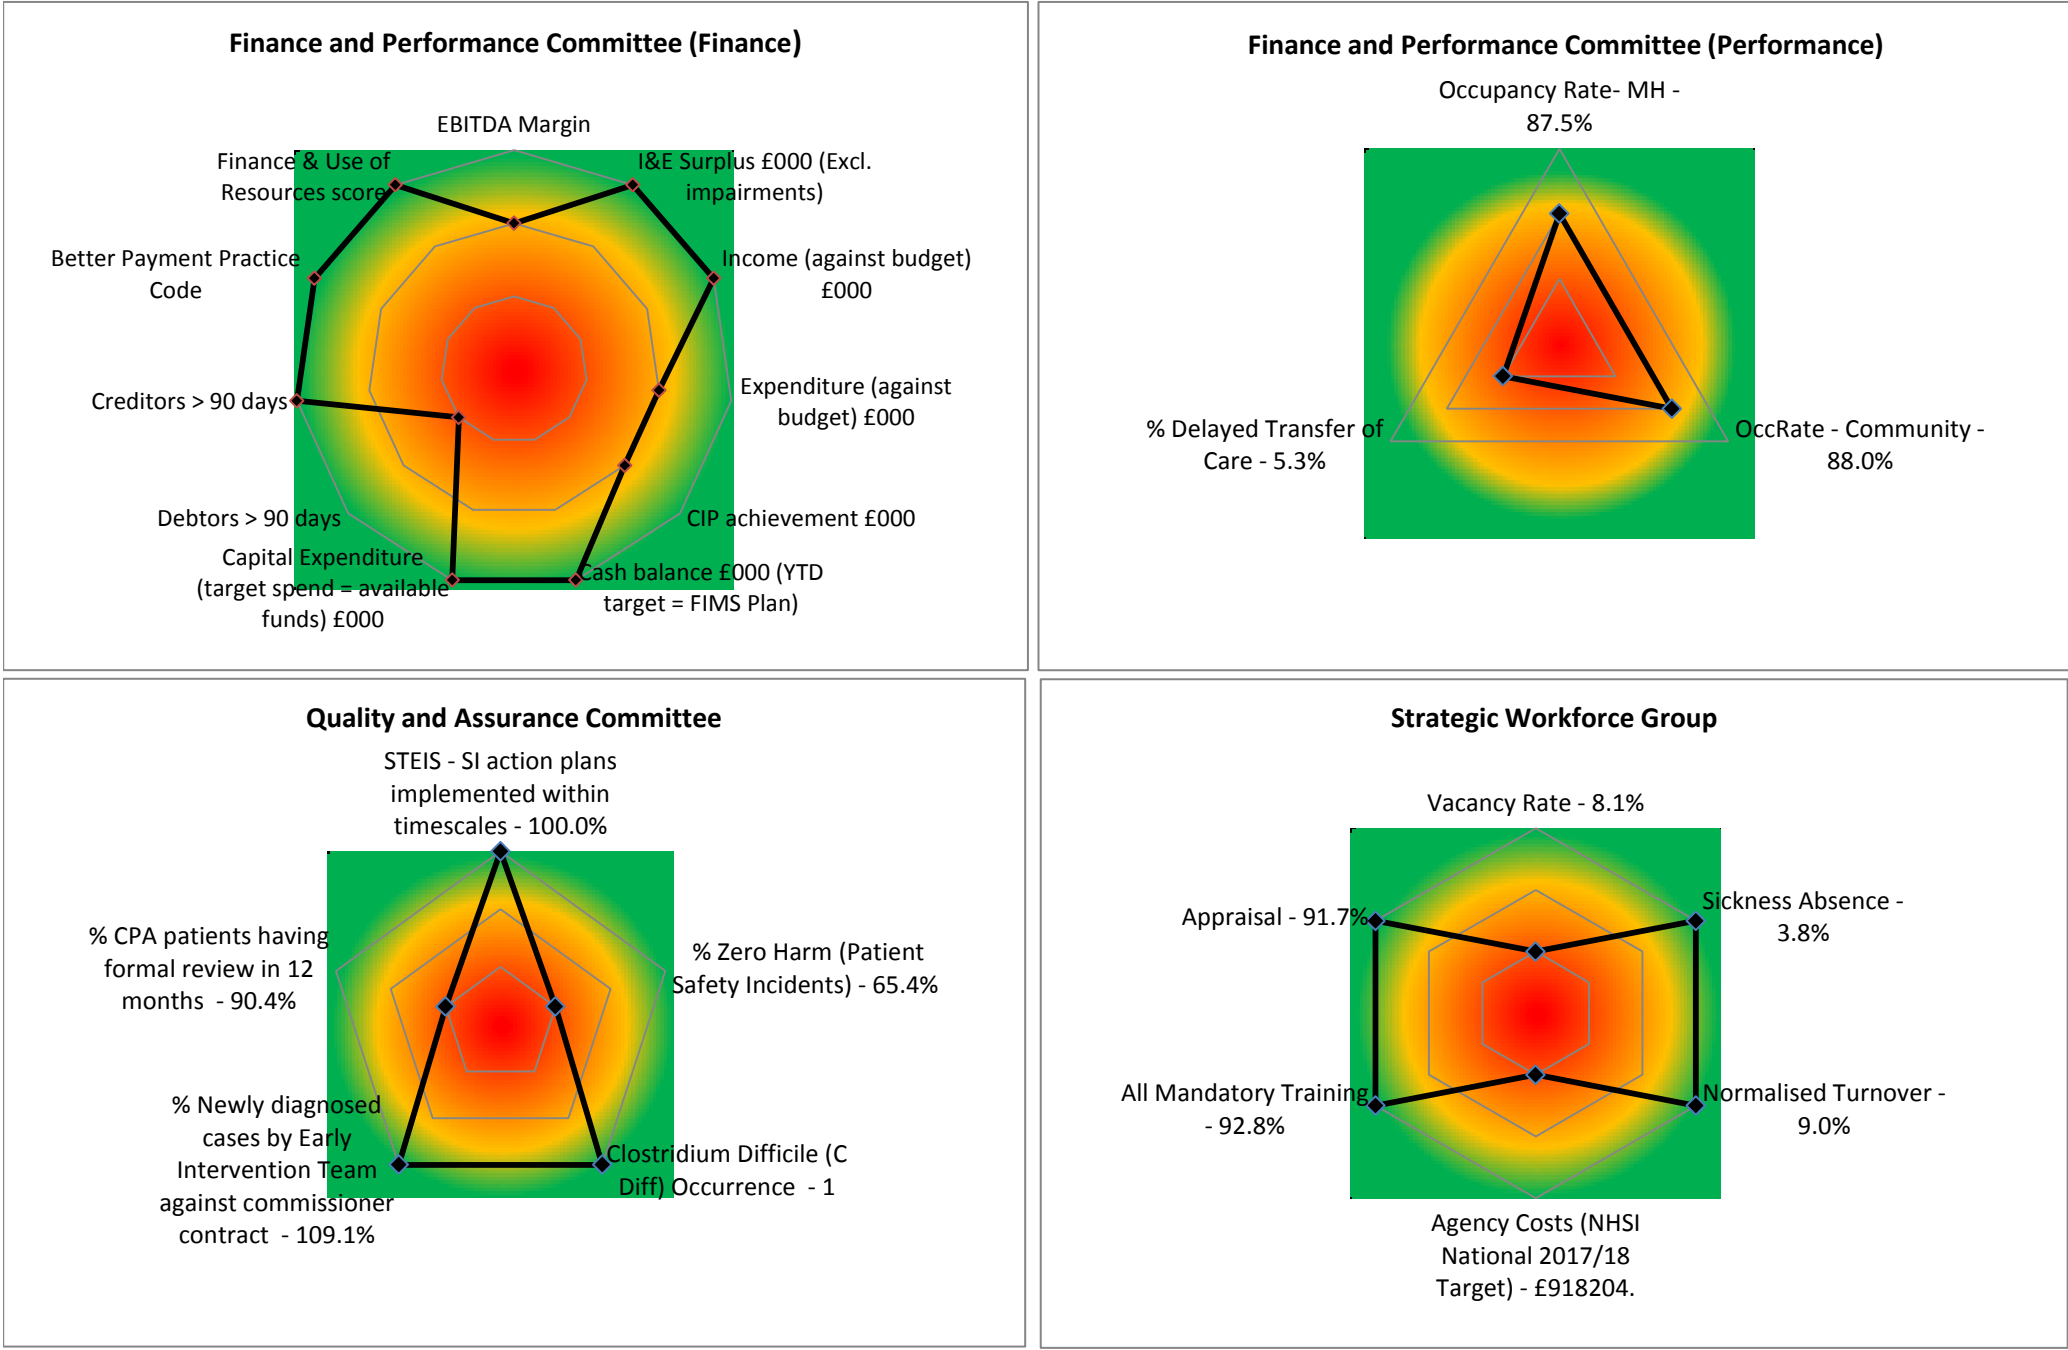 Finance and Performance Committee (Finance)
EBITDA Margin
I&E Surplus £000 (Excl.
impairments)
Income (against budget)
£000
Expenditure (against
budget) £000
CIP achievement £000
Cash balance £000 (YTD
target = FIMS Plan)
Capital Expenditure
(target spend = available
funds) £000
Debtors > 90 days
Creditors > 90 days
Better Payment Practice
Code
Finance & Use of
Resources score
Finance and Performance Committee (Performance)
Occupancy Rate- MH -
87.5%
OccRate - Community -
88.0%
% Delayed Transfer of
Care - 5.3%
Quality and Assurance Committee
STEIS - SI action plans
implemented within
timescales - 100.0%
% Zero Harm (Patient
Safety Incidents) - 65.4%
Clostridium Difficile (C
Diff) Occurrence  - 1
% Newly diagnosed
cases by Early
Intervention Team
against commissioner
contract  - 109.1%
% CPA patients having
formal review in 12
months  - 90.4%
Strategic Workforce Group
Vacancy Rate - 8.1%
Sickness Absence -
3.8%
Normalised Turnover -
9.0%
Agency Costs (NHSI
National 2017/18
Target) - £918204.
All Mandatory Training
- 92.8%
Appraisal - 91.7%